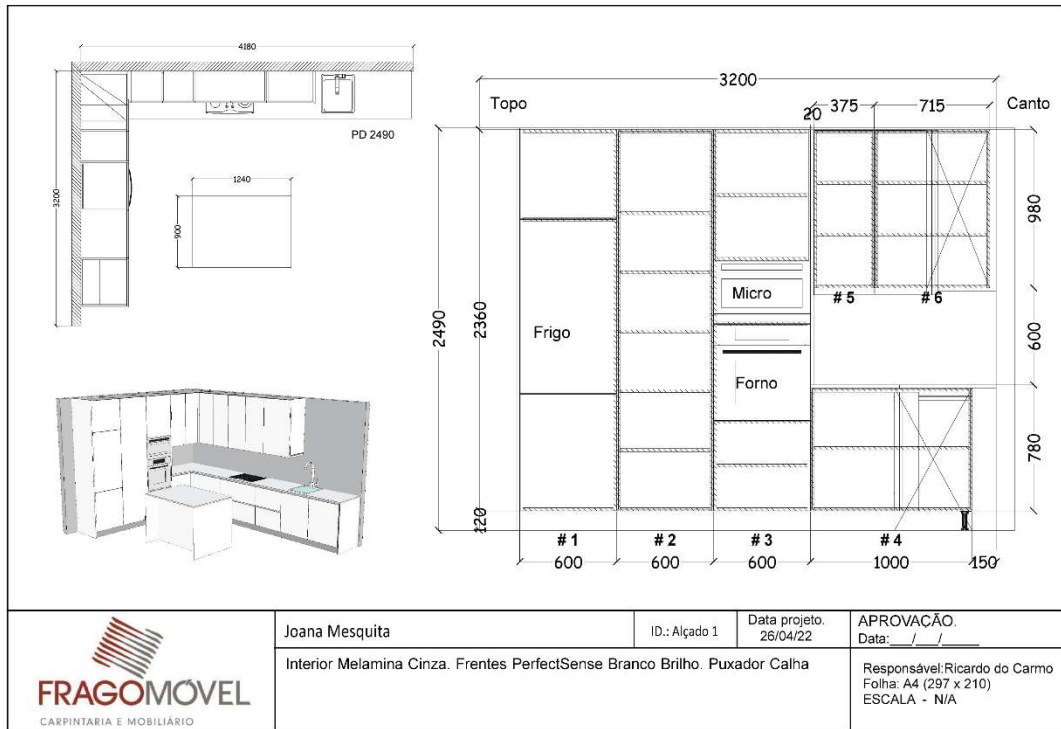 4180
PD 2490
3200
1240
900
3200
Topo
375
715
Canto
20
2490
2360
980
Micro
# 5
# 6
Frigo
600
Forno
780
120
# 1
# 2
# 3
# 4
600
600
600
1000
150
FRAGOMÓVEL
CARPINTARIA E MOBILIÁRIO
Joana Mesquita
ID.: Alçado 1
Data projeto.
26/04/22
APROVAÇÃO.
Data:___/___/_____
Interior Melamina Cinza. Frentes PerfectSense Branco Brilho. Puxador Calha
Responsável:Ricardo do Carmo
Folha: A4 (297 x 210)
ESCALA - N/A